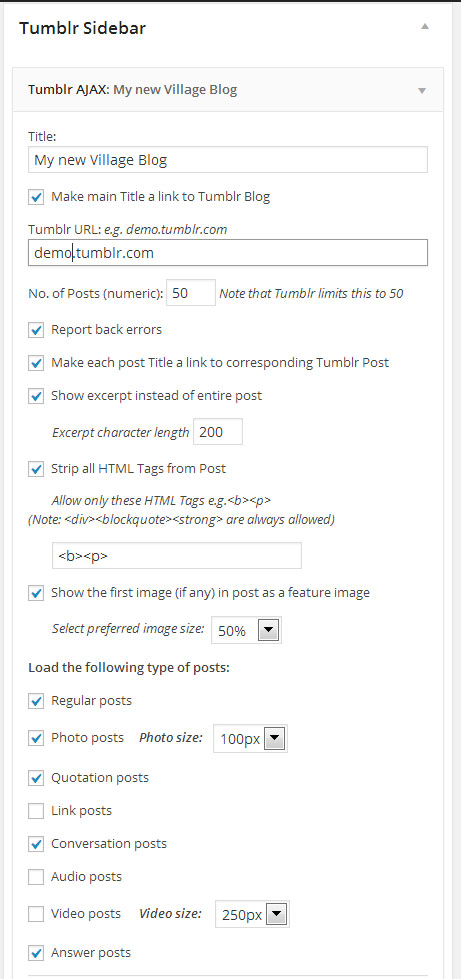 Tumblr Sidebar
Tumblr AJAX: My new Village Blog
Title:
My new Village Blog
Make main Title a link to Tumblr Blog
Tumblr URL: e.g. demo.tumblr.com
demo.tumblr.com
No. of Posts (numeric): 50 Note that Tumblr limits this to 50
Report back errors
Make each post Title a link to corresponding Tumblr Post
Show excerpt instead of entire post
Excerpt character length 200
Strip all HTML Tags from Post
Allow only these HTML Tags e.g.<b><p>
(Note: <div><blockquote><strong> are always allowed)
<b><p>
Show the first image (if any) in post as a feature image
Select preferred image size: 50%
Load the following type of posts:
Regular posts
Photo posts Photo size: 100px
Quotation posts
Link posts
Conversation posts
Audio posts
Video posts Video size: 250px
Answer posts